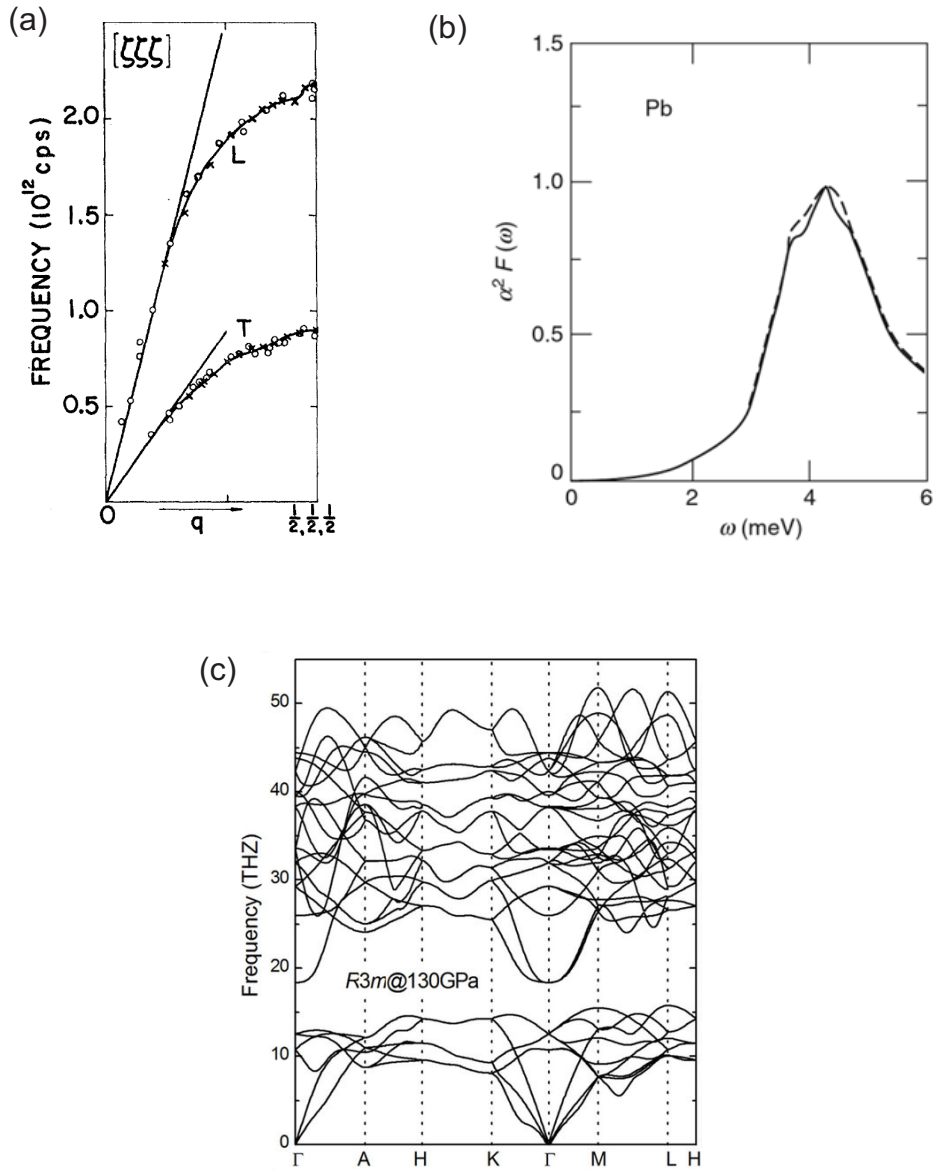 (a)
[ζζζ]
FREQUENCY (10¹² cps)
2.0
1.5
1.0
0.5
L
T
0
q
½,½,½
(b)
1.5
1.0
0.5
0
Pb
α² F (ω)
0
2
4
6
ω (meV)
(c)
Frequency (THZ)
50
40
30
20
10
0
R3m@130GPa
Γ A H K Γ M L H